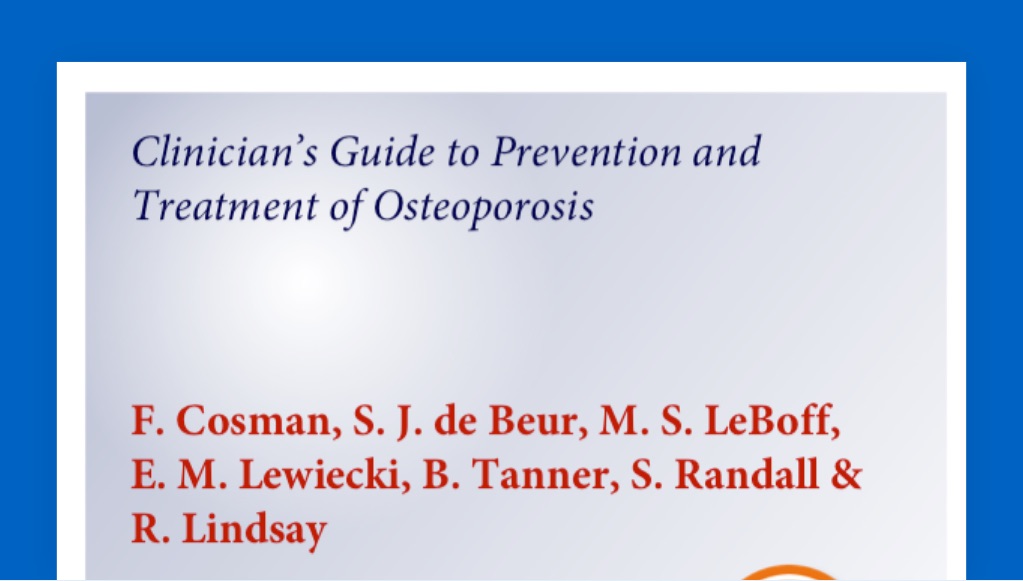 Clinician’s Guide to Prevention and
Treatment of Osteoporosis
F. Cosman, S. J. de Beur, M. S. LeBoff,
E. M. Lewiecki, B. Tanner, S. Randall &
R. Lindsay